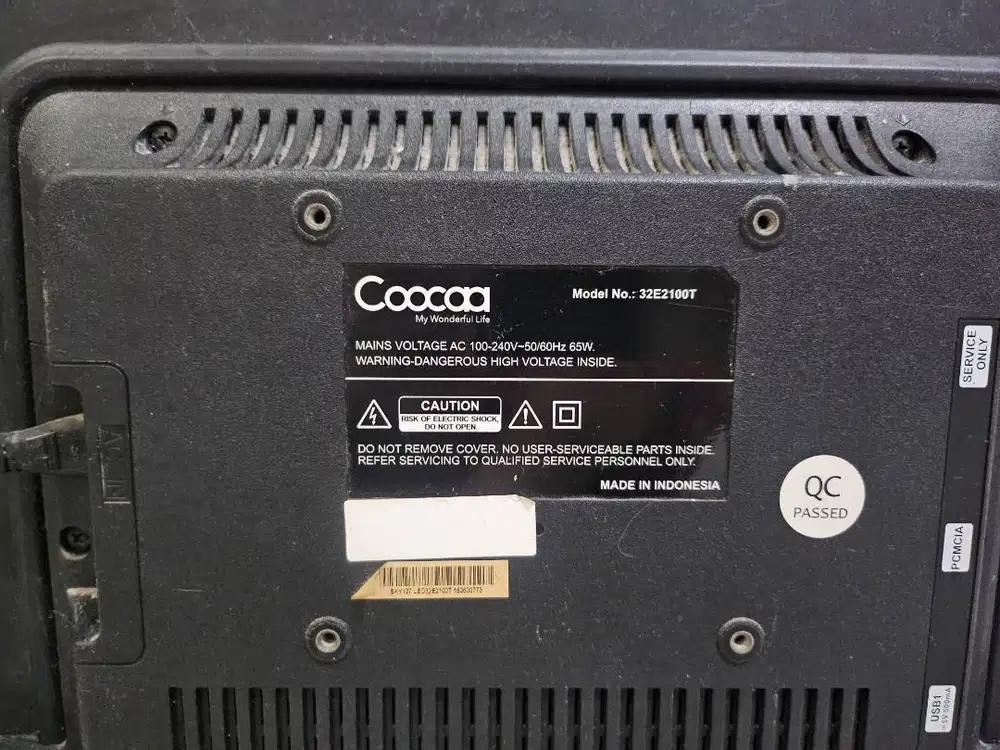 Coocaa
My Wonderful Life
Model No.: 32E2100T
MAINS VOLTAGE AC 100-240V~50/60Hz 65W.
WARNING-DANGEROUS HIGH VOLTAGE INSIDE.
CAUTION
RISK OF ELECTRIC SHOCK,
DO NOT OPEN.
DO NOT REMOVE COVER. NO USER-SERVICEABLE PARTS INSIDE.
REFER SERVICING TO QUALIFIED SERVICE PERSONNEL ONLY.
MADE IN INDONESIA
QC
PASSED
SERVICE
ONLY
PCMCIA
USB1
5V 500mA